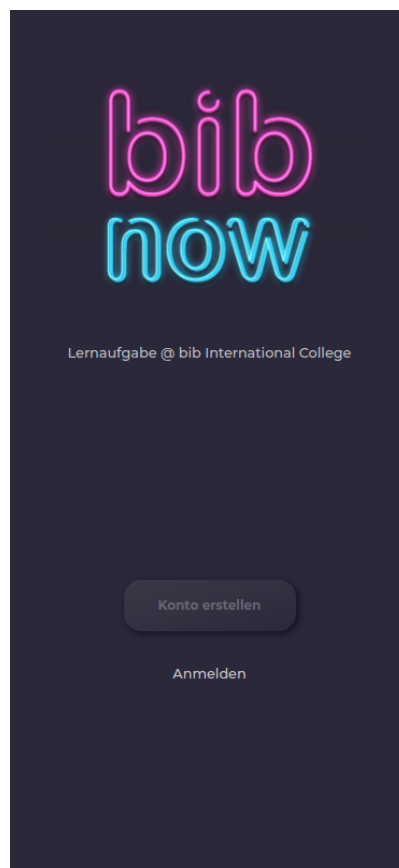 bib
now
Lernaufgabe @ bib International College
Konto erstellen
Anmelden